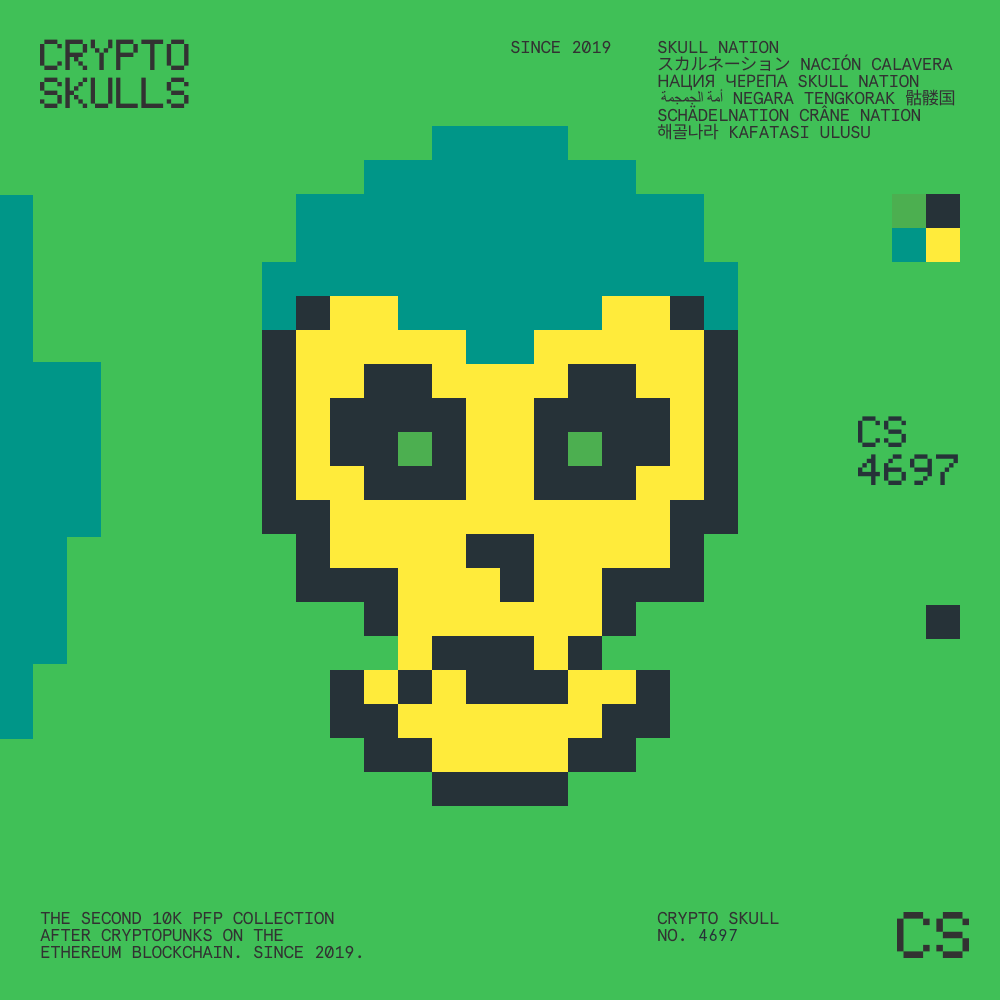 CRYPTO
SKULLS
SINCE 2019
SKULL NATION
スカルネーション NACIÓN CALAVERA
НАЦИЯ ЧЕРЕПА SKULL NATION
أمة الجمجمة NEGARA TENGKORAK 骷髅国
SCHÄDELNATION CRÂNE NATION
해골나라 KAFATASI ULUSU
CS
4697
THE SECOND 10K PFP COLLECTION
AFTER CRYPTOPUNKS ON THE
ETHEREUM BLOCKCHAIN. SINCE 2019.
CRYPTO SKULL
NO. 4697
CS